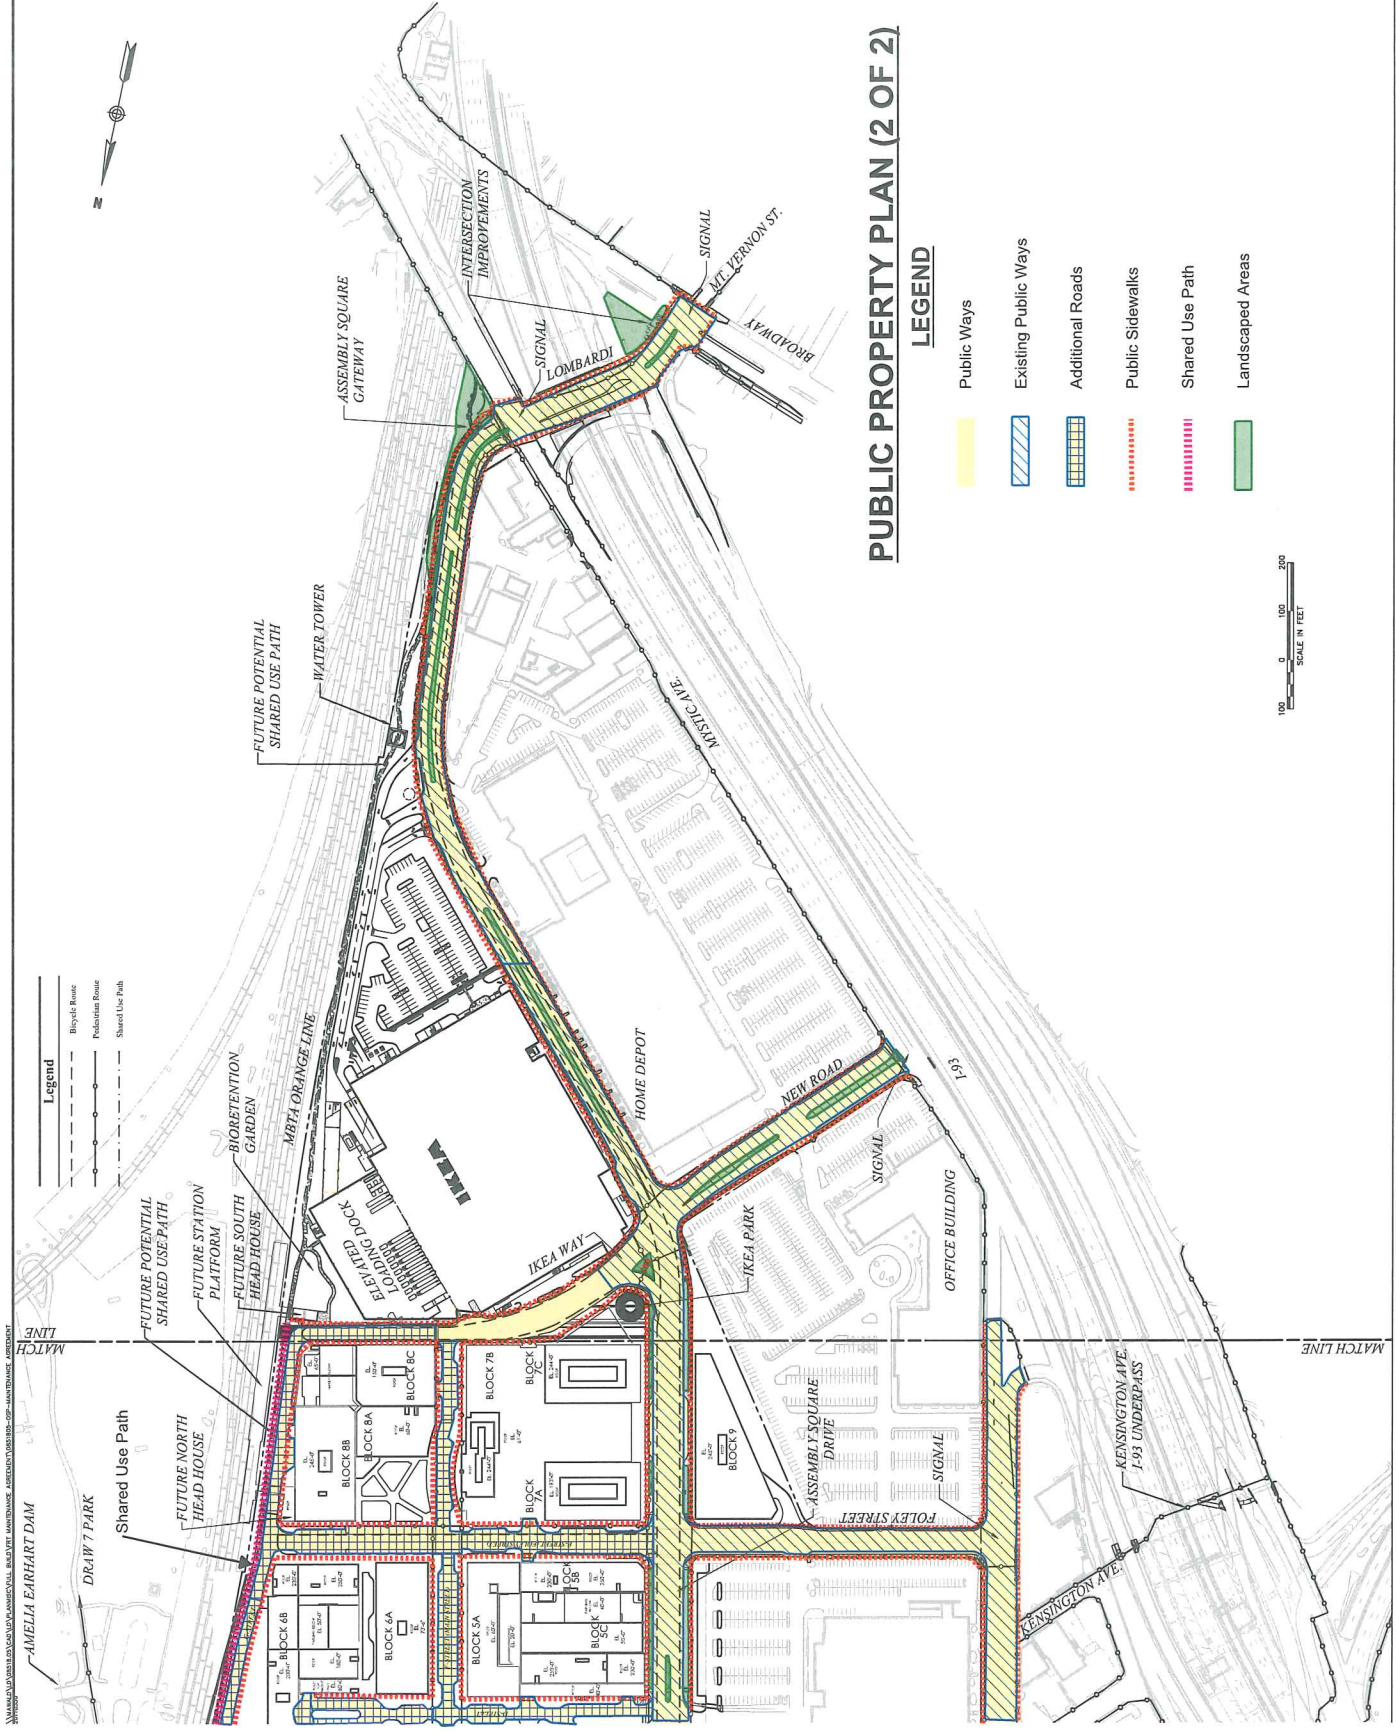 PUBLIC PROPERTY PLAN (2 OF 2)
LEGEND
Public Ways
Existing Public Ways
Additional Roads
Public Sidewalks
Shared Use Path
Landscaped Areas
100 0 100 200
SCALE IN FEET
N
Legend
Bicycle Route
Pedestrian Route
Shared Use Path
MATCH
LINE
AMELIA EARHART DAM
DRAW 7 PARK
Shared Use Path
FUTURE NORTH
HEAD HOUSE
FUTURE POTENTIAL
SHARED USE PATH
FUTURE STATION
PLATFORM
FUTURE SOUTH
HEAD HOUSE
BIORETENTION
GARDEN
MBTA ORANGE LINE
FUTURE POTENTIAL
SHARED USE PATH
WATER TOWER
ASSEMBLY SQUARE
GATEWAY
INTERSECTION
IMPROVEMENTS
SIGNAL
LOMBARDI
SIGNAL
MT. VERNON ST.
BROADWAY
ELEVATED
LOADING DOCK
IKEA
IKEA WAY
IKEA PARK
HOME DEPOT
NEW ROAD
MYSTIC AVE.
I-93
SIGNAL
OFFICE BUILDING
BLOCK 8C
BLOCK 8A
BLOCK 8B
BLOCK 7B
BLOCK
7C
BLOCK
7A
BLOCK 9
BLOCK 6B
BLOCK 6A
BLOCK 5A
BLOCK
5B
BLOCK
5C
ASSEMBLY SQUARE
DRIVE
FOLEY STREET
SIGNAL
KENSINGTON AVE.
KENSINGTON AVE.
I-93 UNDERPASS
MATCH LINE